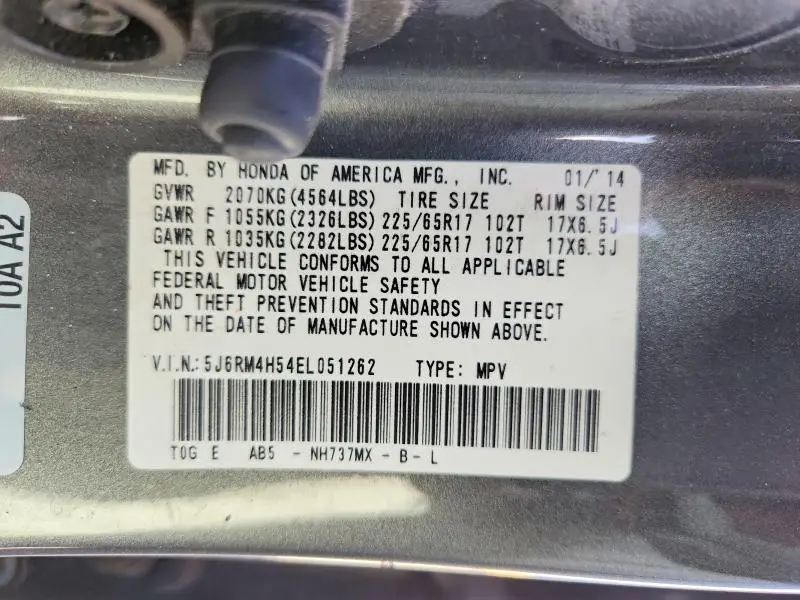 MFD. BY HONDA OF AMERICA MFG., INC. 01/'14
GVWR 2070KG(4564LBS) TIRE SIZE RIM SIZE
GAWR F 1055KG(2326LBS) 225/65R17 102T 17X6.5J
GAWR R 1035KG(2282LBS) 225/65R17 102T 17X6.5J
THIS VEHICLE CONFORMS TO ALL APPLICABLE
FEDERAL MOTOR VEHICLE SAFETY
AND THEFT PREVENTION STANDARDS IN EFFECT
ON THE DATE OF MANUFACTURE SHOWN ABOVE.
V.I.N.: 5J6RM4H54EL051262 TYPE: MPV
T0G E AB5 - NH737MX - B - L
T0A A2